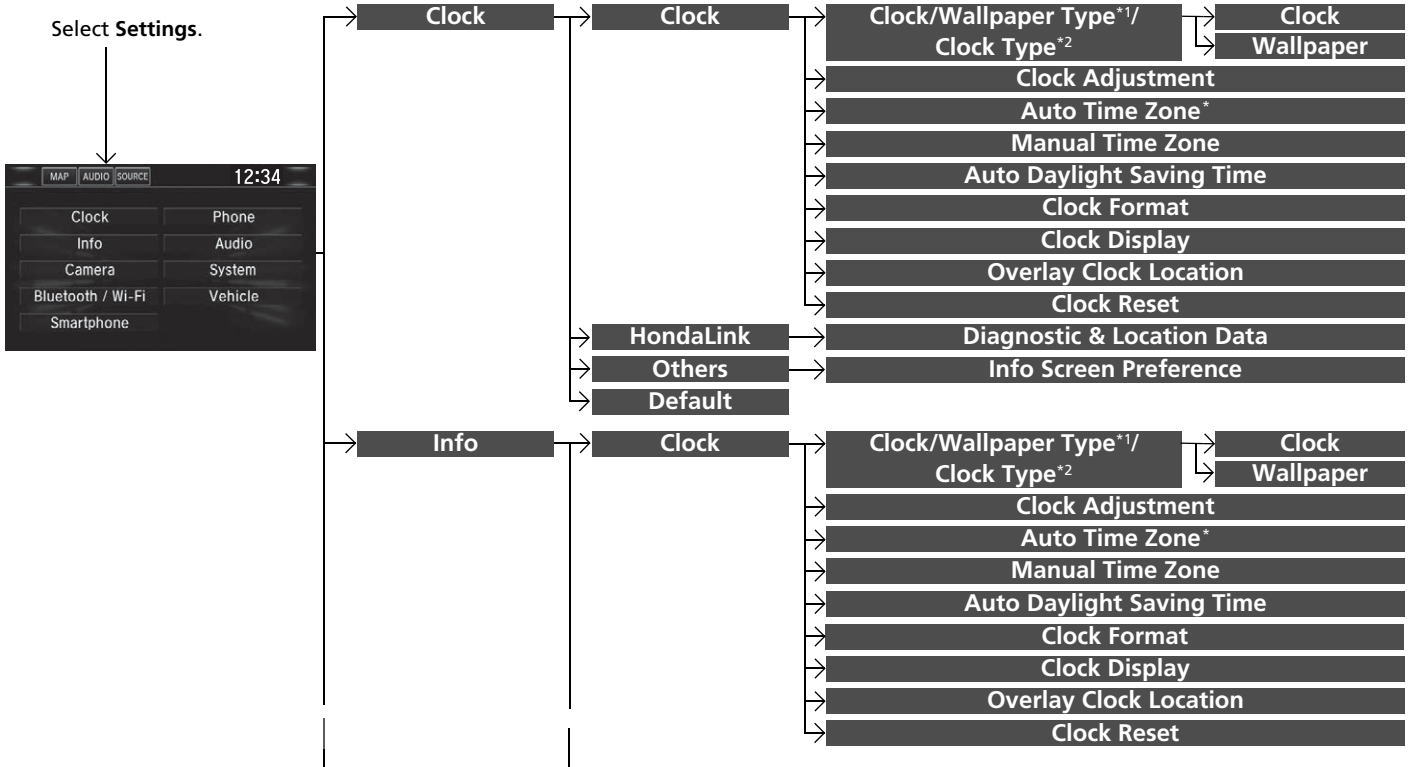 Select Settings.
MAP AUDIO SOURCE 12:34
Clock Phone
Info Audio
Camera System
Bluetooth / Wi-Fi Vehicle
Smartphone
Clock
Clock
Clock/Wallpaper Type*1/
Clock Type*2
Clock
Wallpaper
Clock Adjustment
Auto Time Zone*
Manual Time Zone
Auto Daylight Saving Time
Clock Format
Clock Display
Overlay Clock Location
Clock Reset
HondaLink
Diagnostic & Location Data
Others
Info Screen Preference
Default
Info
Clock
Clock/Wallpaper Type*1/
Clock Type*2
Clock
Wallpaper
Clock Adjustment
Auto Time Zone*
Manual Time Zone
Auto Daylight Saving Time
Clock Format
Clock Display
Overlay Clock Location
Clock Reset